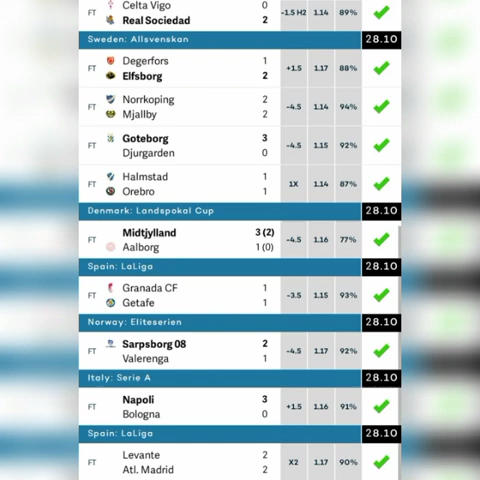 Celta Vigo 0
FT -1.5 H2 1.14 89%
Real Sociedad 2
Sweden: Allsvenskan 28.10
Degerfors 1
FT +1.5 1.17 88%
Elfsborg 2
Norrkoping 2
FT -4.5 1.14 94%
Mjallby 2
Goteborg 3
FT -4.5 1.15 92%
Djurgarden 0
Halmstad 1
FT 1X 1.14 87%
Orebro 1
Denmark: Landspokal Cup 28.10
Midtjylland 3 (2)
FT -4.5 1.16 77%
Aalborg 1 (0)
Spain: LaLiga 28.10
Granada CF 1
FT -3.5 1.15 93%
Getafe 1
Norway: Eliteserien 28.10
Sarpsborg 08 2
FT -4.5 1.17 92%
Valerenga 1
Italy: Serie A 28.10
Napoli 3
FT +1.5 1.16 91%
Bologna 0
Spain: LaLiga 28.10
Levante 2
FT X2 1.17 90%
Atl. Madrid 2